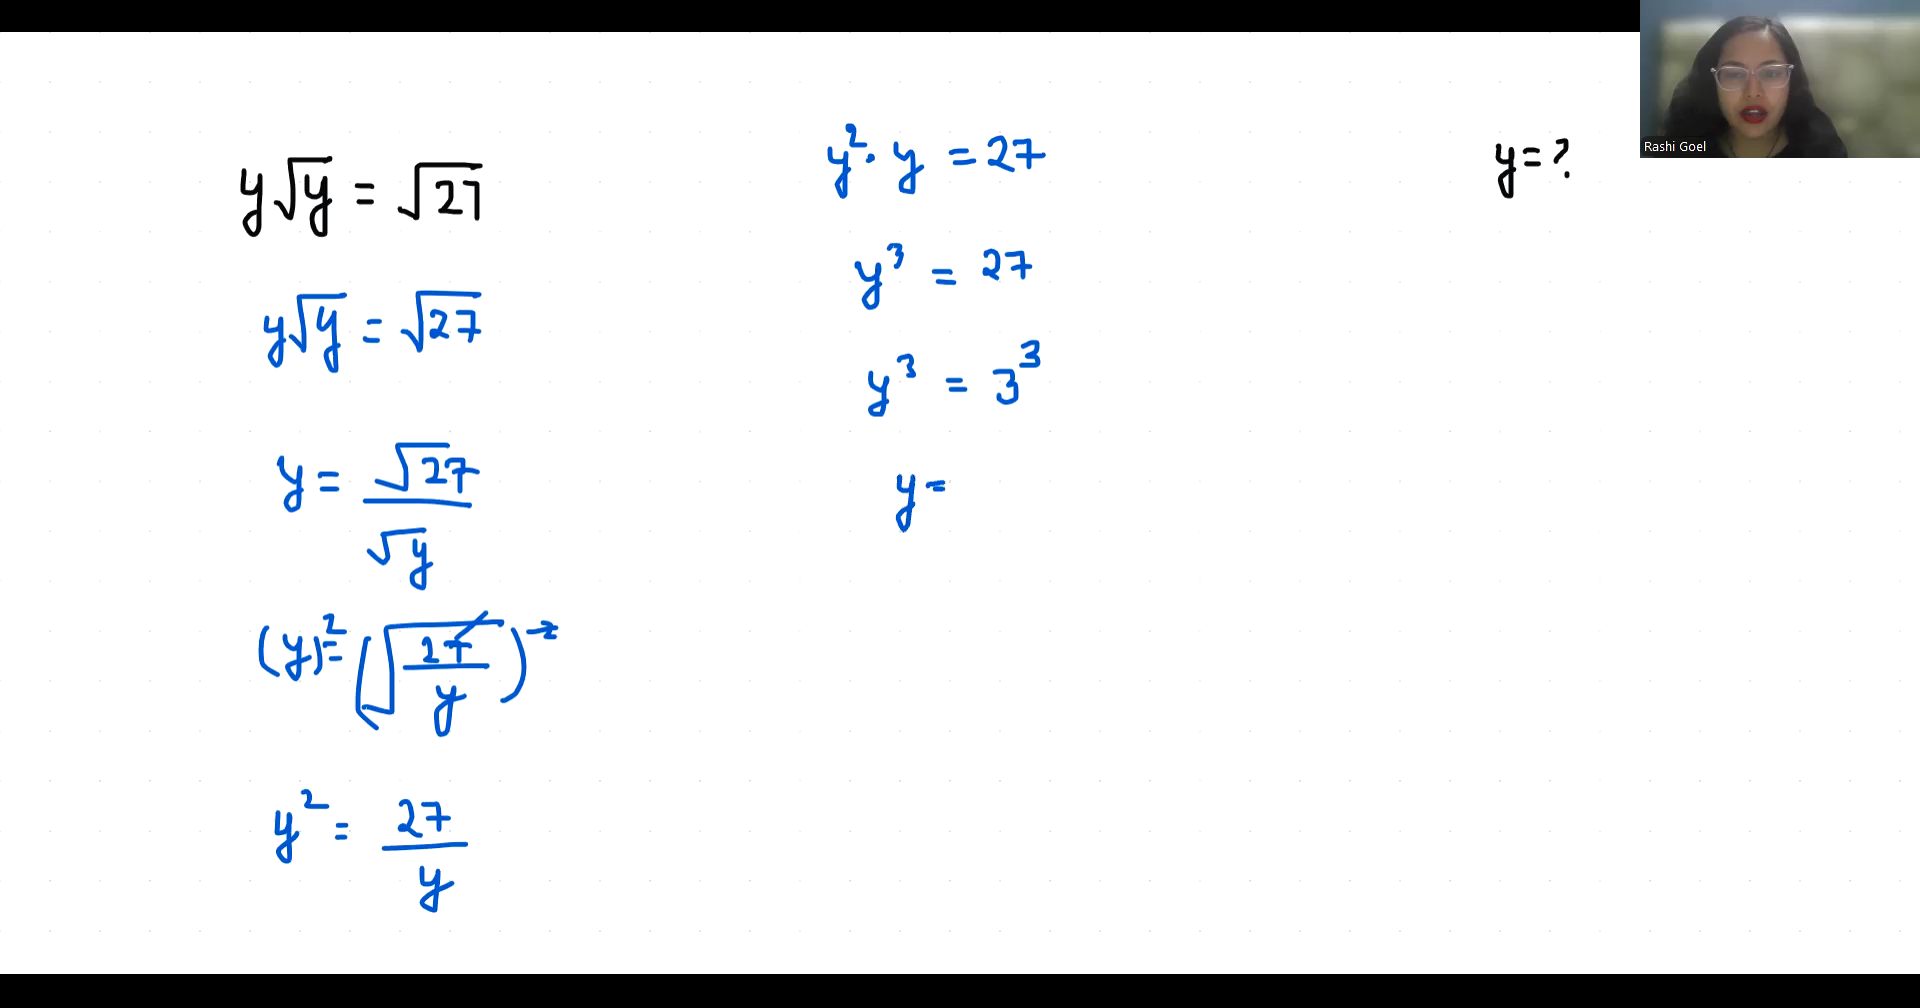 y√y = √27
y√y = √27
y = √27 / √y
(y)² = (√(27/y))²
y² = 27/y
y² · y = 27
y³ = 27
y³ = 3³
y =
y = ?
Rashi Goel